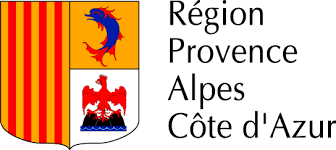 Région
Provence
Alpes
Côte d'Azur